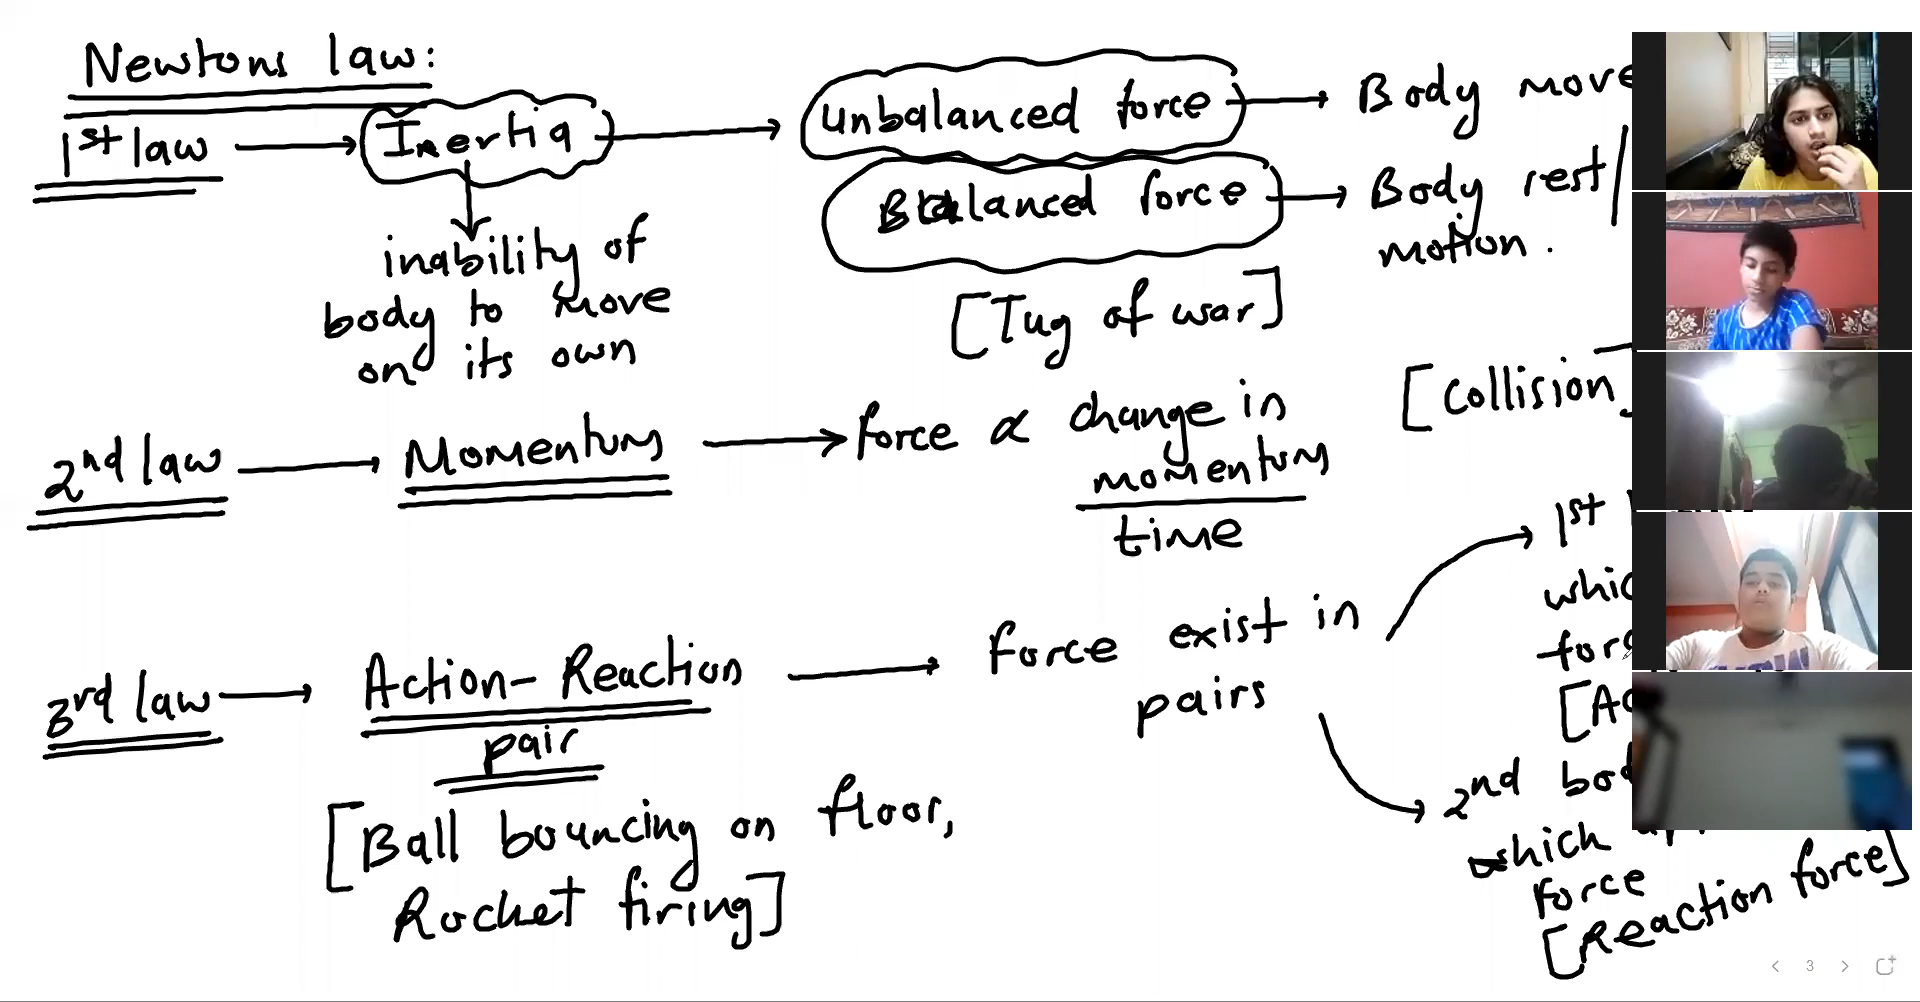 Newtons law:
1st law → Inertia → unbalanced force → Body move
Balanced force → Body rest/
motion.
inability of
body to move
on its own
[Tug of war]
[Collision
2nd law → Momentum → force ∝ change in
momentum
time
3rd law → Action-Reaction → force exist in
pair
pairs
[Ball bouncing on floor,
Rocket firing]
1st
2nd
which
force
[Reaction force]
3